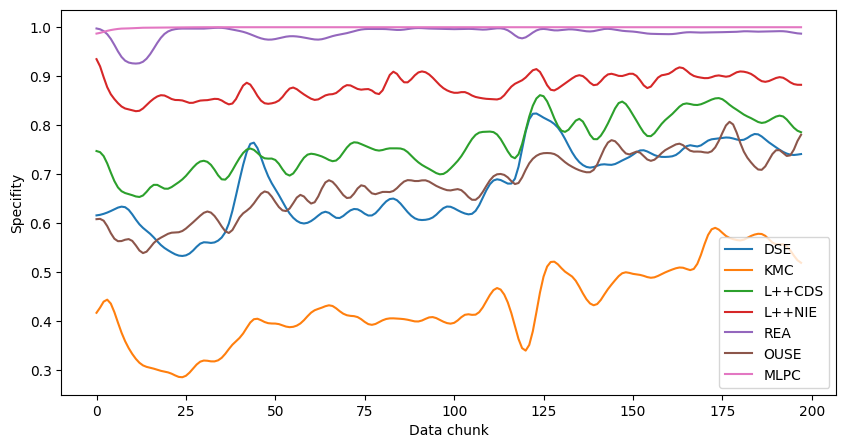 1.0
0.9
0.8
0.7
0.6
0.5
0.4
0.3
Specifity
0
25
50
75
100
125
150
175
200
Data chunk
DSE
KMC
L++CDS
L++NIE
REA
OUSE
MLPC